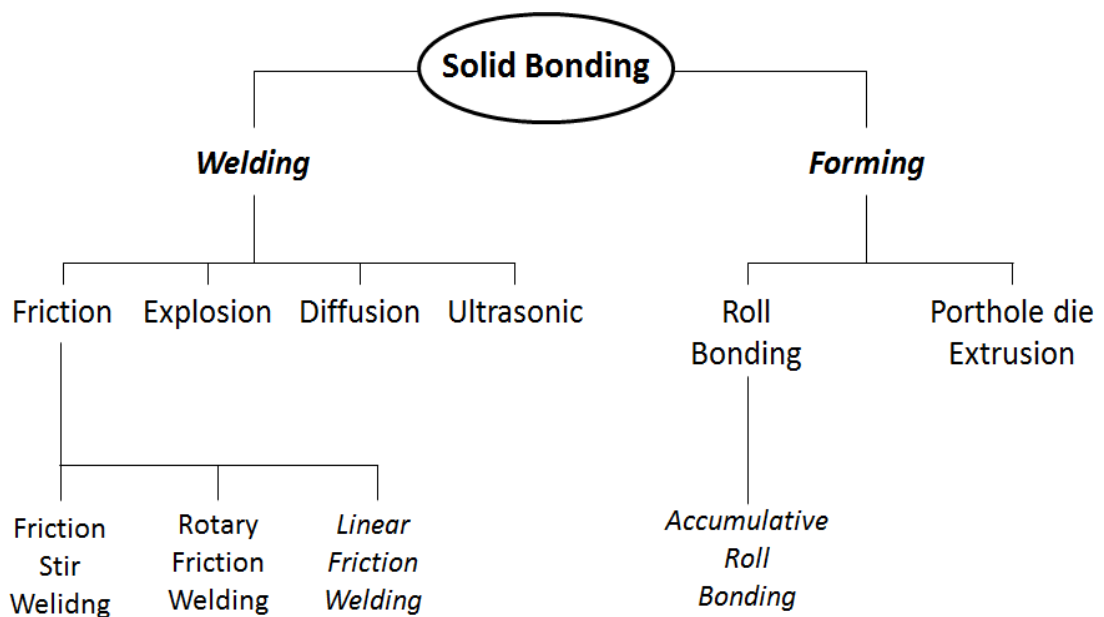 Solid Bonding
Welding
Forming
Friction
Explosion
Diffusion
Ultrasonic
Roll
Bonding
Porthole die
Extrusion
Friction
Stir
Welidng
Rotary
Friction
Welding
Linear
Friction
Welding
Accumulative
Roll
Bonding